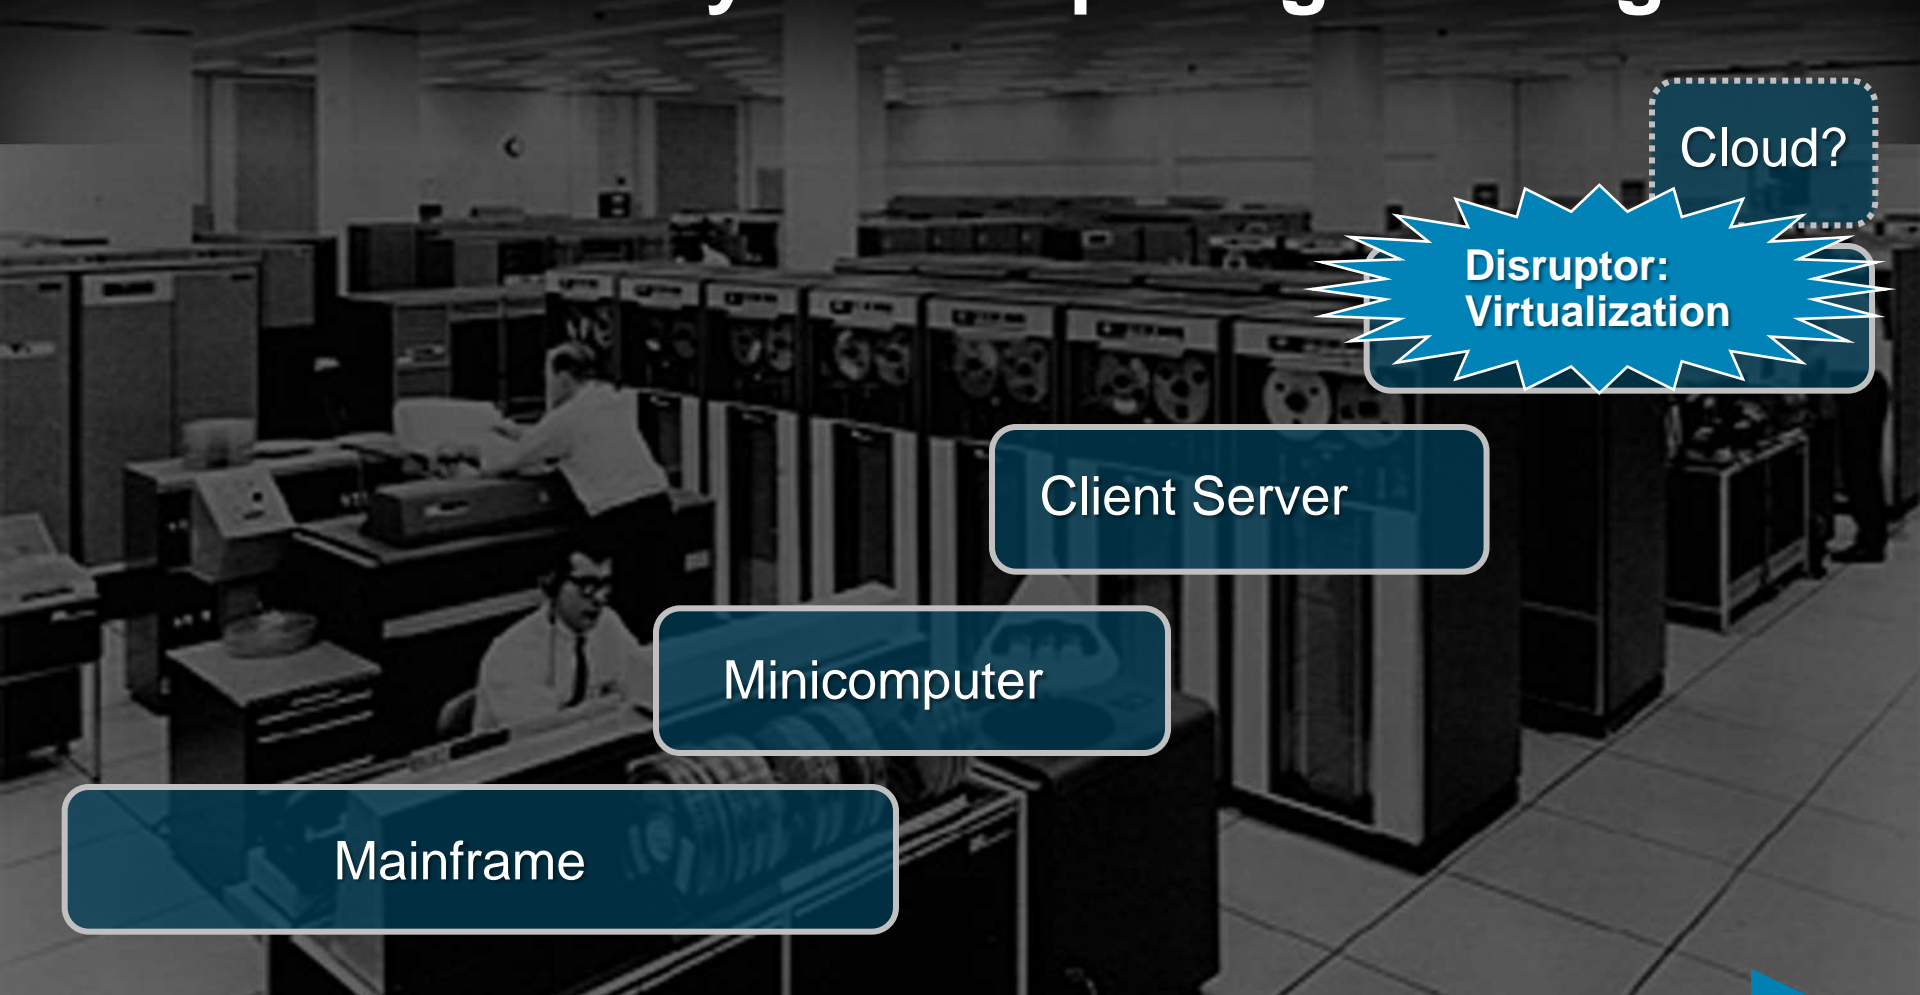 Cloud?
Disruptor:
Virtualization
Client Server
Minicomputer
Mainframe